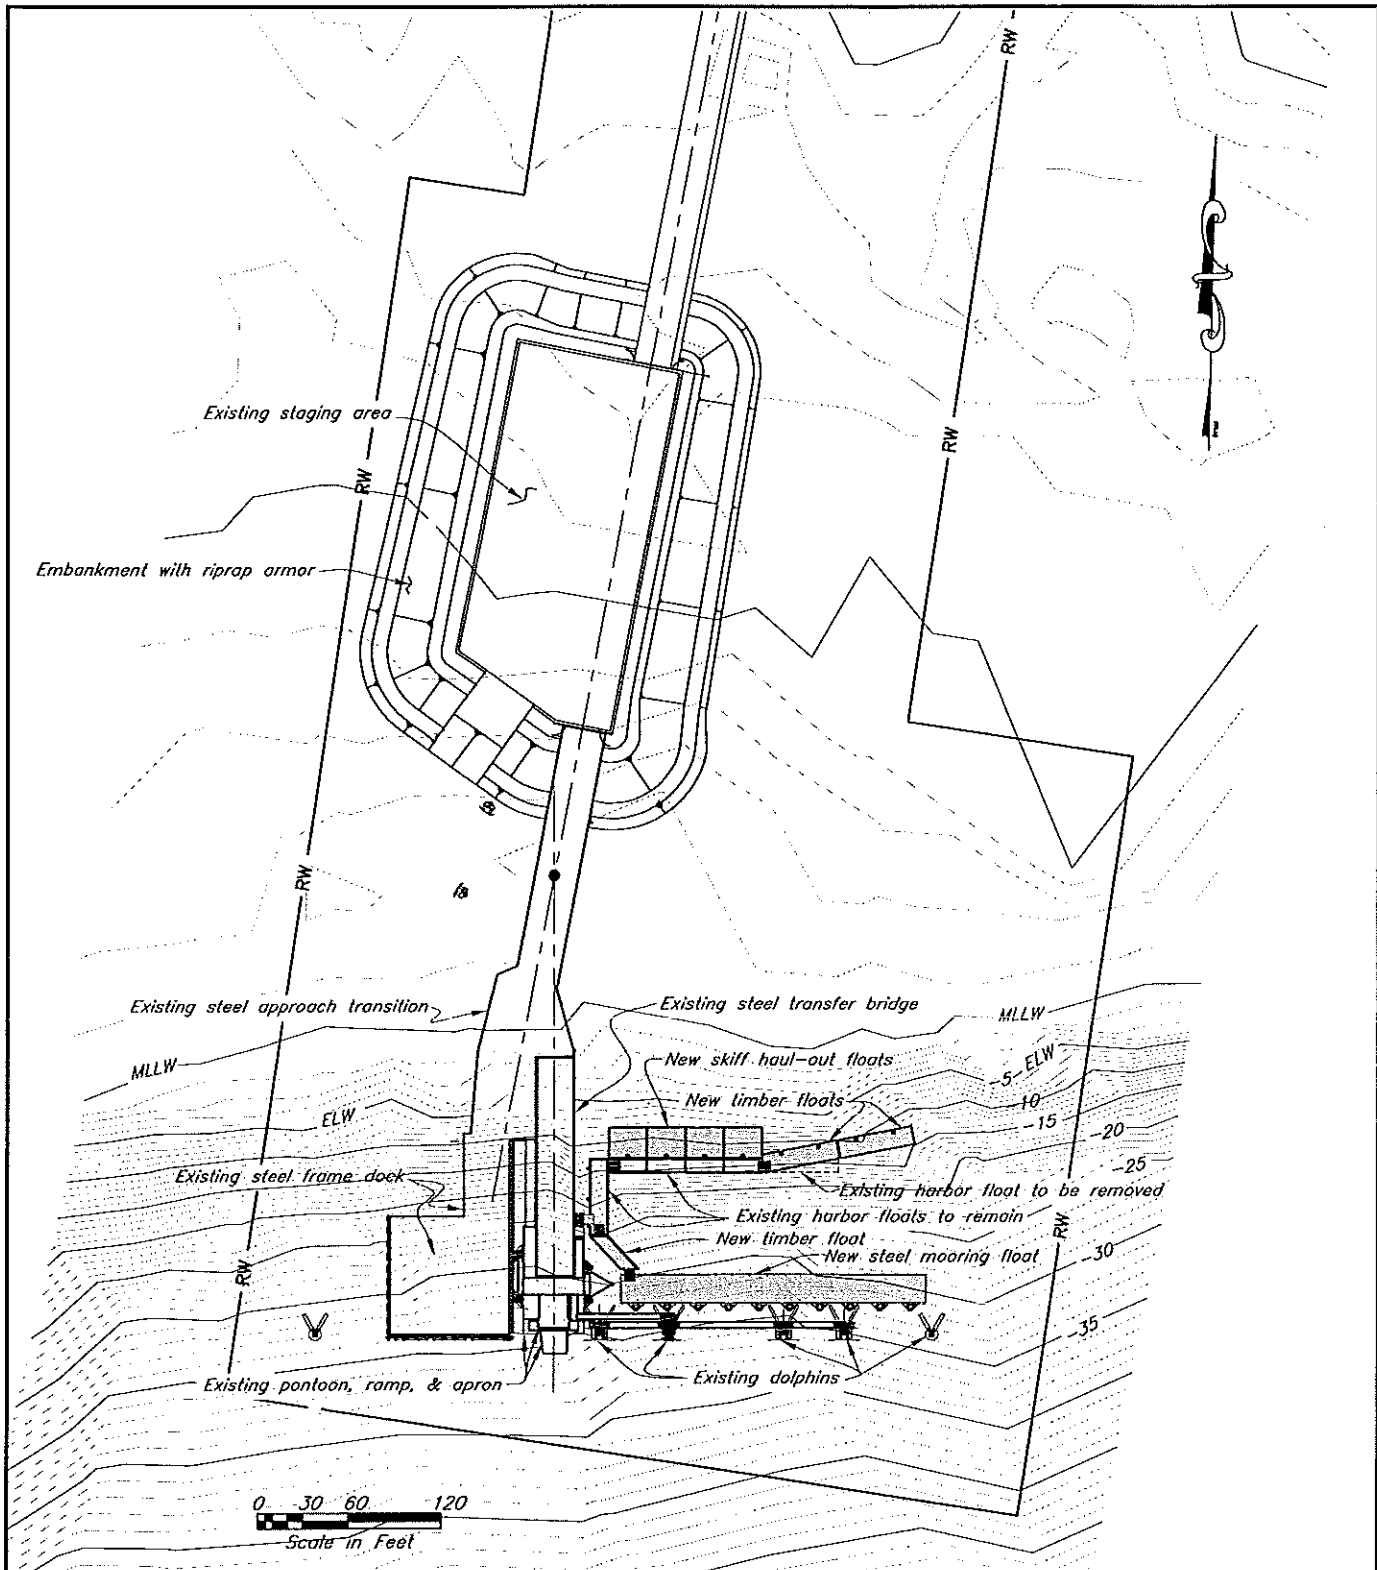 RW
Existing staging area
RW
RW
Embankment with riprap armor
RW
Existing steel approach transition
Existing steel transfer bridge
MLLW
MLLW
New skiff haul-out floats
ELW
-5
New timber floats
-10
ELW
-15
-20
-25
Existing steel frame dock
Existing harbor float to be removed
Existing harbor floats to remain
RW
New timber float
New steel mooring float
-30
RW
-35
Existing pontoon, ramp, & apron
Existing dolphins
0 30 60 120
Scale in Feet